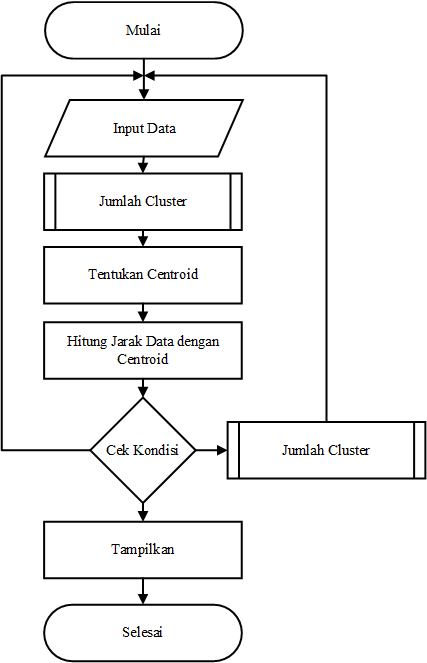 Mulai
Input Data
Jumlah Cluster
Tentukan Centroid
Hitung Jarak Data dengan
Centroid
Cek Kondisi
Jumlah Cluster
Tampilkan
Selesai